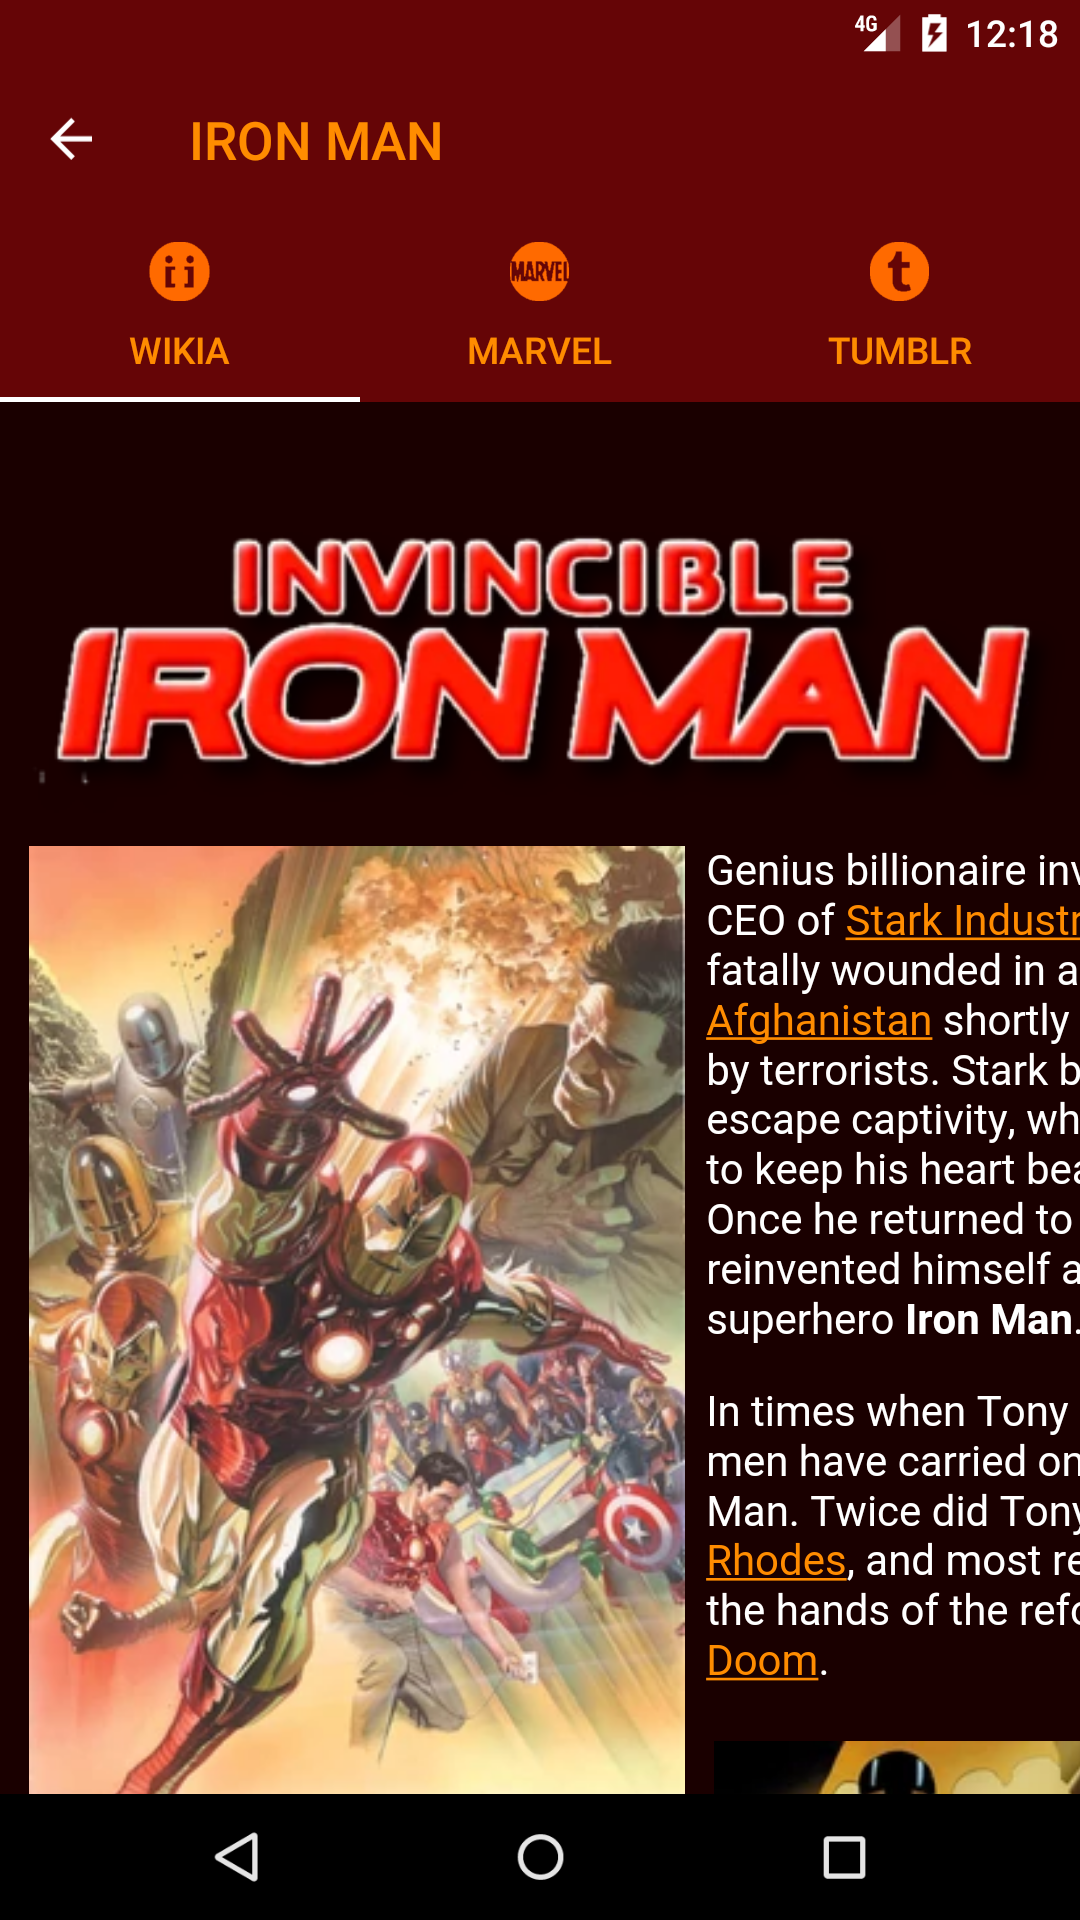 4G 12:18
IRON MAN
MARVEL
t
WIKIA MARVEL TUMBLR
INVINCIBLE
IRON MAN
Genius billionaire inv
CEO of Stark Industr
fatally wounded in a
Afghanistan shortly
by terrorists. Stark b
escape captivity, wh
to keep his heart bea
Once he returned to
reinvented himself a
superhero Iron Man.
In times when Tony
men have carried on
Man. Twice did Tony
Rhodes, and most re
the hands of the refo
Doom.